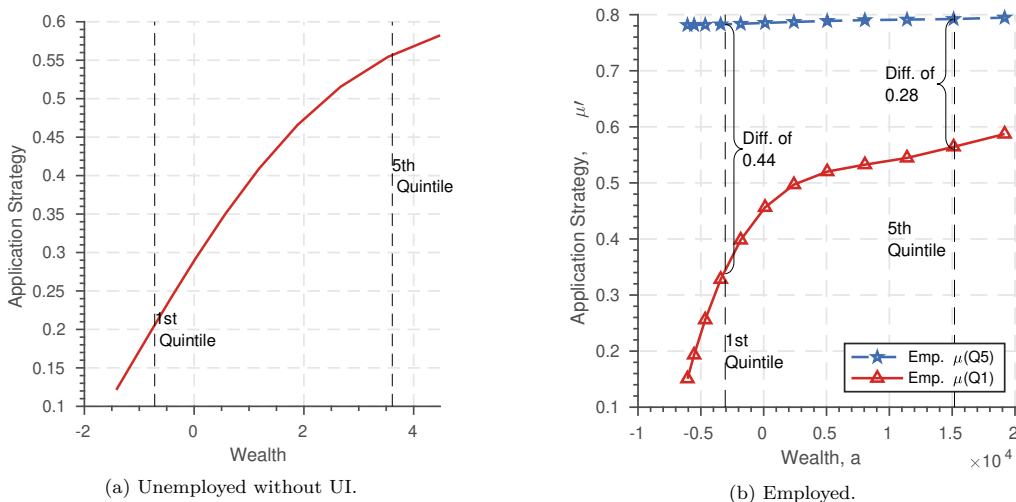 0.6
0.55
0.5
0.45
0.4
0.35
0.3
0.25
0.2
0.15
0.1
Application Strategy
5th
Quintile
1st
Quintile
-2
0
2
4
Wealth
(a) Unemployed without UI.
0.8
0.7
0.6
0.5
0.4
0.3
0.2
0.1
Application Strategy, μ′
Diff. of
0.28
Diff. of
0.44
5th
Quintile
1st
Quintile
Emp. μ(Q5)
Emp. μ(Q1)
-1
0
0.5
0
1.0
1.5
20
Wealth, a
×10⁴
(b) Employed.